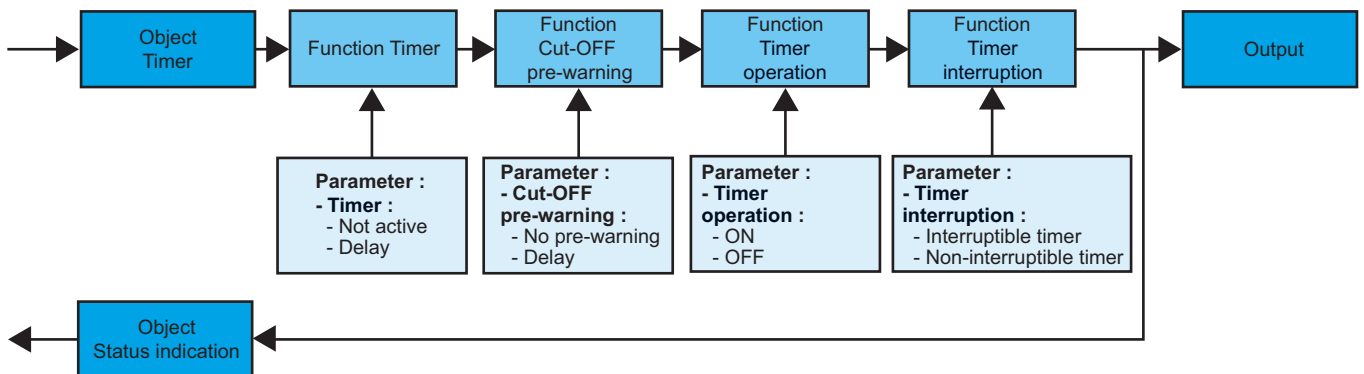 Object
Timer
Function Timer
Function
Cut-OFF
pre-warning
Function
Timer
operation
Function
Timer
interruption
Output
Parameter :
- Timer :
- Not active
- Delay
Parameter :
- Cut-OFF
pre-warning :
- No pre-warning
- Delay
Parameter :
- Timer
operation :
- ON
- OFF
Parameter :
- Timer
interruption :
- Interruptible timer
- Non-interruptible timer
Object
Status indication